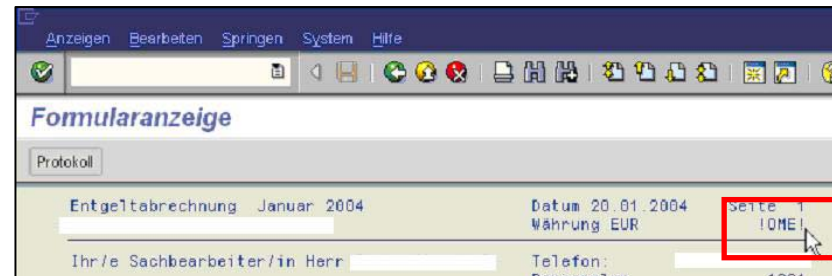 Anzeigen Bearbeiten Springen System Hilfe
Formularanzeige
Protokoll
Entgeltabrechnung Januar 2004 Datum 20.01.2004 Seite 1
Währung EUR !OME!
Ihr/e Sachbearbeiter/in Herr Telefon: